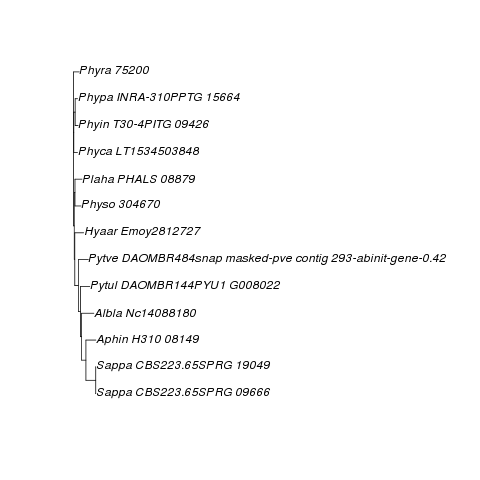 Phyra 75200
Phypa INRA-310PPTG 15664
Phyin T30-4PITG 09426
Phyca LT1534503848
Plaha PHALS 08879
Physo 304670
Hyaar Emoy2812727
Pytve DAOMBR484snap masked-pve contig 293-abinit-gene-0.42
Pytul DAOMBR144PYU1 G008022
Albla Nc14088180
Aphin H310 08149
Sappa CBS223.65SPRG 19049
Sappa CBS223.65SPRG 09666